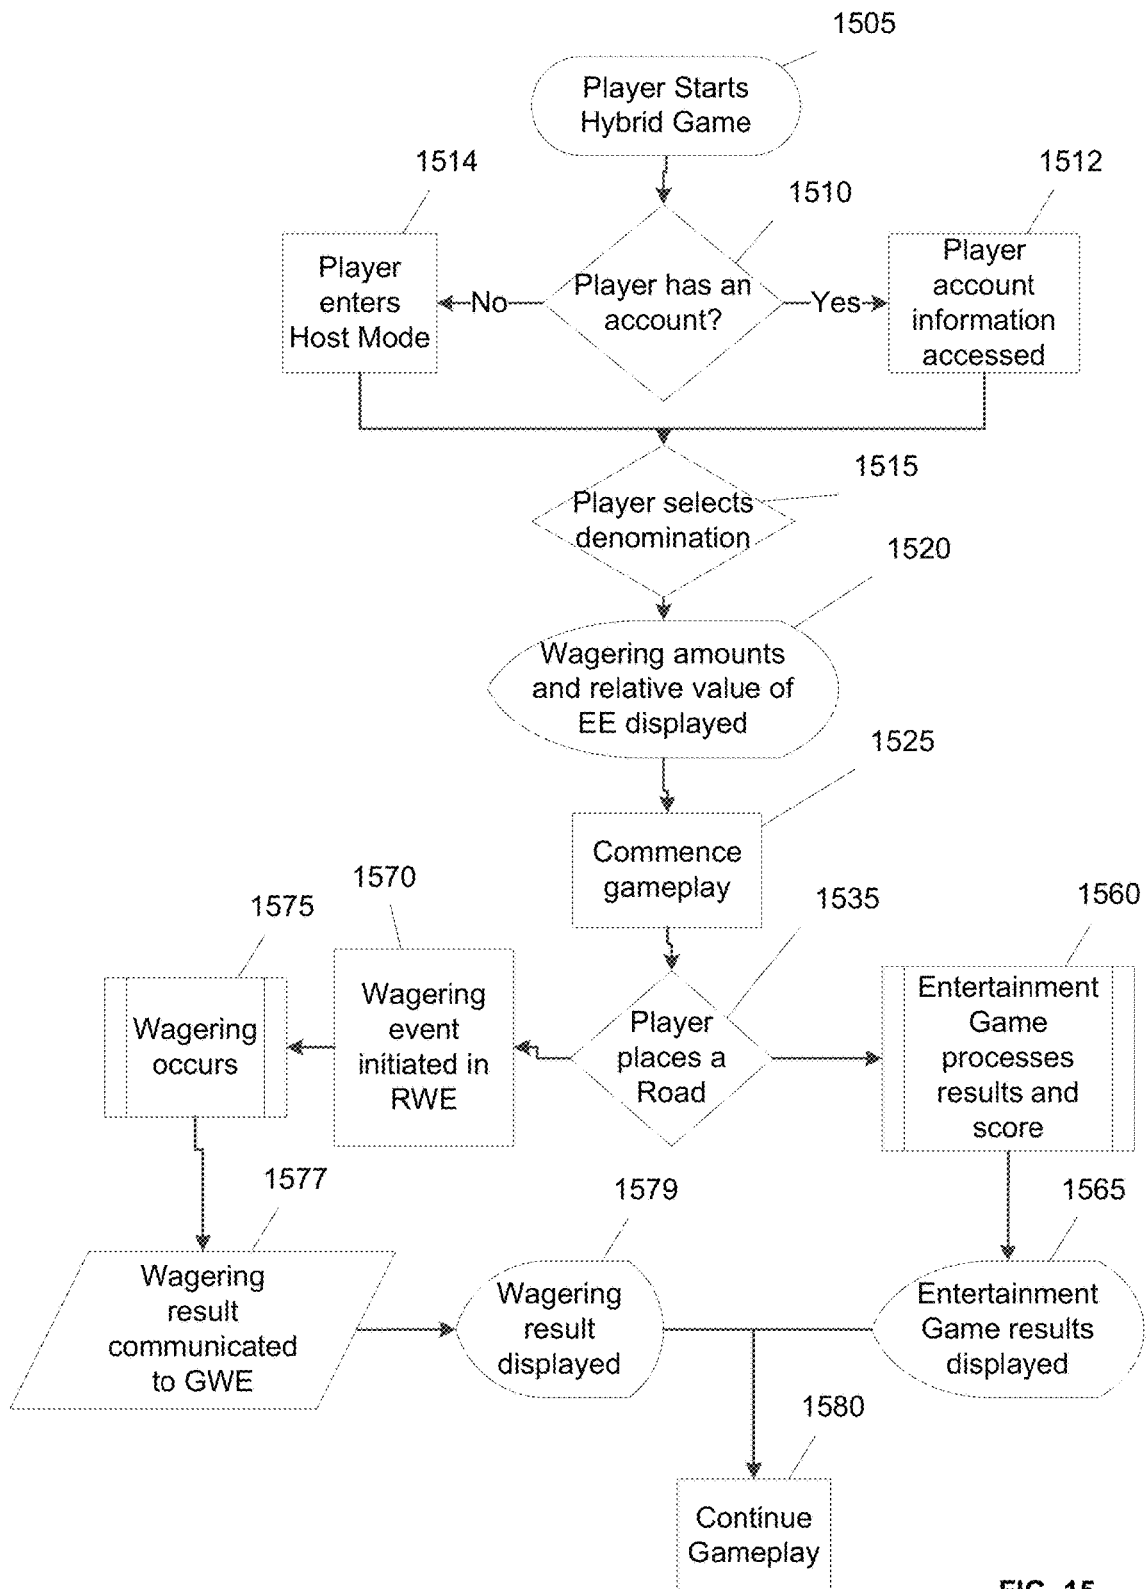 1505
Player Starts
Hybrid Game
1514
1510
1512
Player
enters
Host Mode
No
Player has an
account?
Yes
Player
account
information
accessed
1515
Player selects
denomination
1520
Wagering amounts
and relative value of
EE displayed
1525
Commence
gameplay
1570
1575
1535
1560
Wagering
occurs
Wagering
event
initiated in
RWE
Player
places a
Road
Entertainment
Game
processes
results and
score
1577
1579
1565
Wagering
result
communicated
to GWE
Wagering
result
displayed
Entertainment
Game results
displayed
1580
Continue
Gameplay
FIG. 15